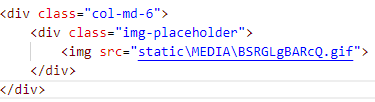 <div class="col-md-6">
<div class="img-placeholder">
<img src="static\MEDIA\BSRGLgBARcQ.gif">
</div>
</div>